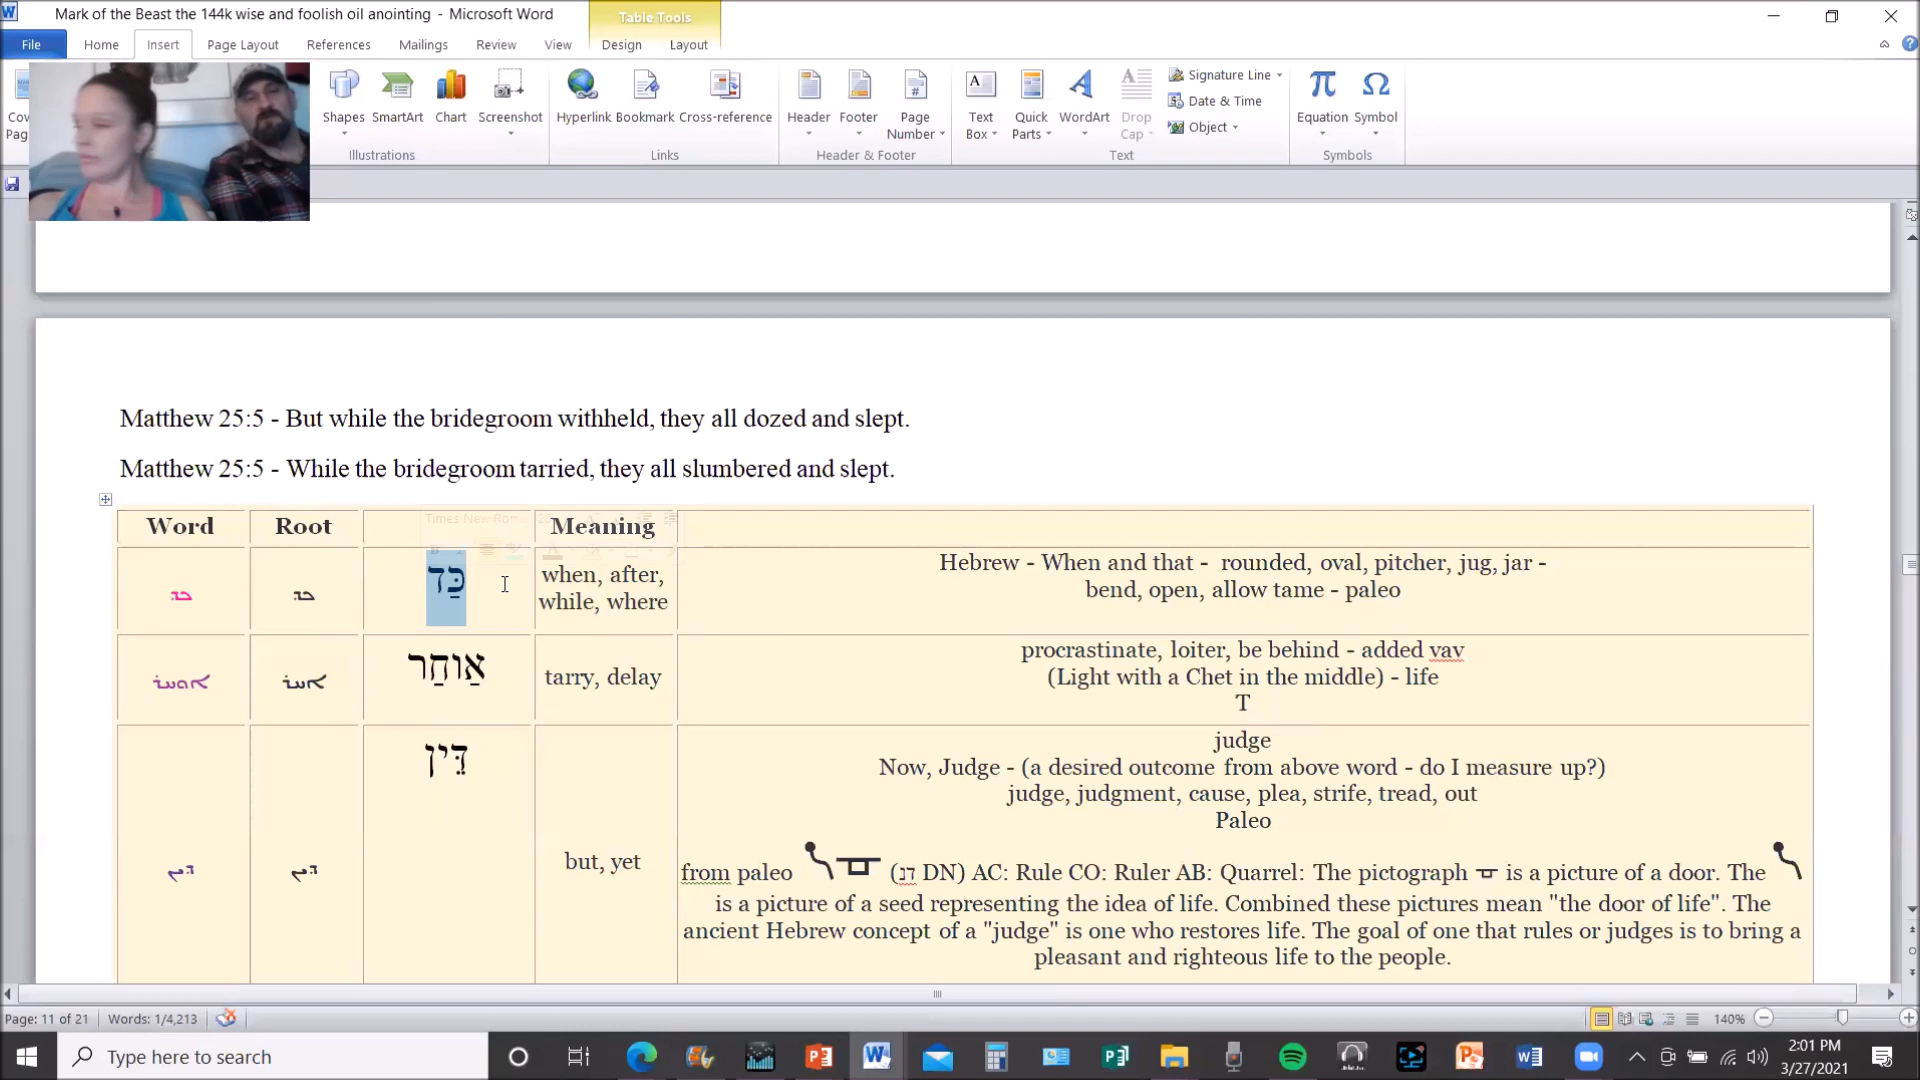 Mark of the Beast the 144k wise and foolish oil anointing - Microsoft Word
Table Tools
File Home Insert Page Layout References Mailings Review View Design Layout
Shapes SmartArt Chart Screenshot Hyperlink Bookmark Cross-reference Header Footer Page Number Text Box Quick Parts WordArt Drop Cap Signature Line Date & Time Object Equation Symbol
Illustrations Links Header & Footer Text Symbols
Matthew 25:5 - But while the bridegroom withheld, they all dozed and slept.
Matthew 25:5 - While the bridegroom tarried, they all slumbered and slept.
Word Root Meaning
ܟܕ ܟܕ כַּד when, after, while, where
Hebrew - When and that - rounded, oval, pitcher, jug, jar -
bend, open, allow tame - paleo
ܐܘܚܪ ܐܚܪ אַוחַר tarry, delay
procrastinate, loiter, be behind - added vav
(Light with a Chet in the middle) - life
T
ܕܝܢ ܕܝܢ דֵּין but, yet
judge
Now, Judge - (a desired outcome from above word - do I measure up?)
judge, judgment, cause, plea, strife, tread, out
Paleo
from paleo (דנ DN) AC: Rule CO: Ruler AB: Quarrel: The pictograph is a picture of a door. The
is a picture of a seed representing the idea of life. Combined these pictures mean "the door of life". The
ancient Hebrew concept of a "judge" is one who restores life. The goal of one that rules or judges is to bring a
pleasant and righteous life to the people.
Page: 11 of 21 Words: 1/4,213 140%
Type here to search
2:01 PM
3/27/2021